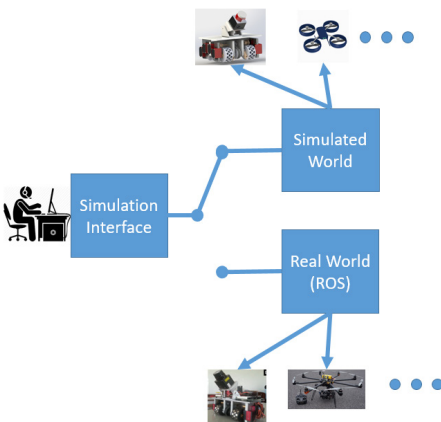 Simulated
World
Simulation
Interface
Real World
(ROS)